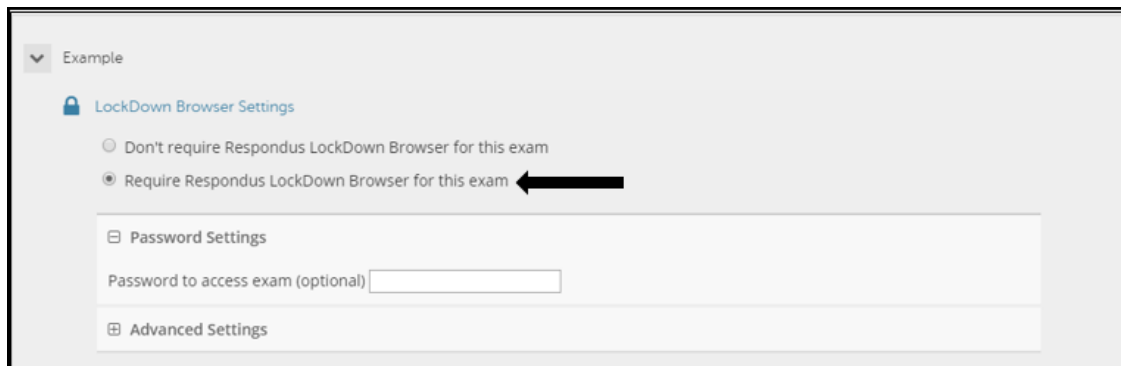 Example
LockDown Browser Settings
Don't require Respondus LockDown Browser for this exam
Require Respondus LockDown Browser for this exam
Password Settings
Password to access exam (optional)
Advanced Settings